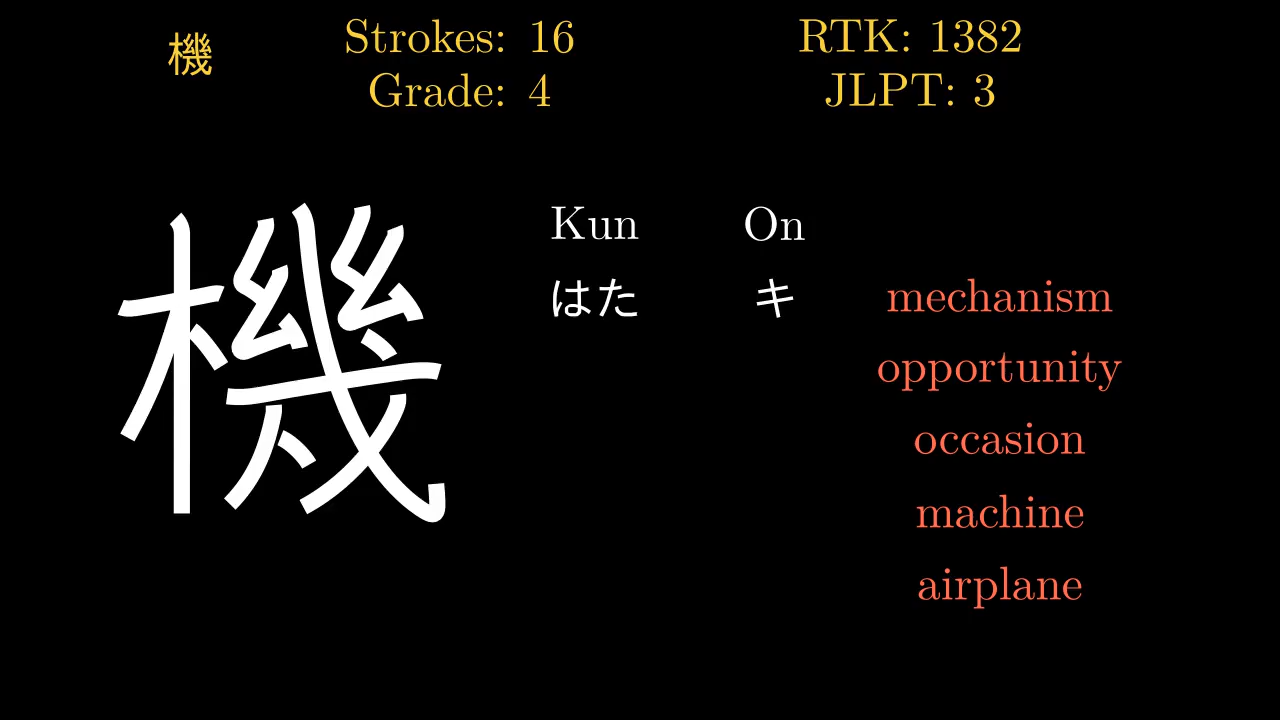 機
Strokes: 16
Grade: 4
RTK: 1382
JLPT: 3
機
Kun
はた
On
キ
mechanism
opportunity
occasion
machine
airplane